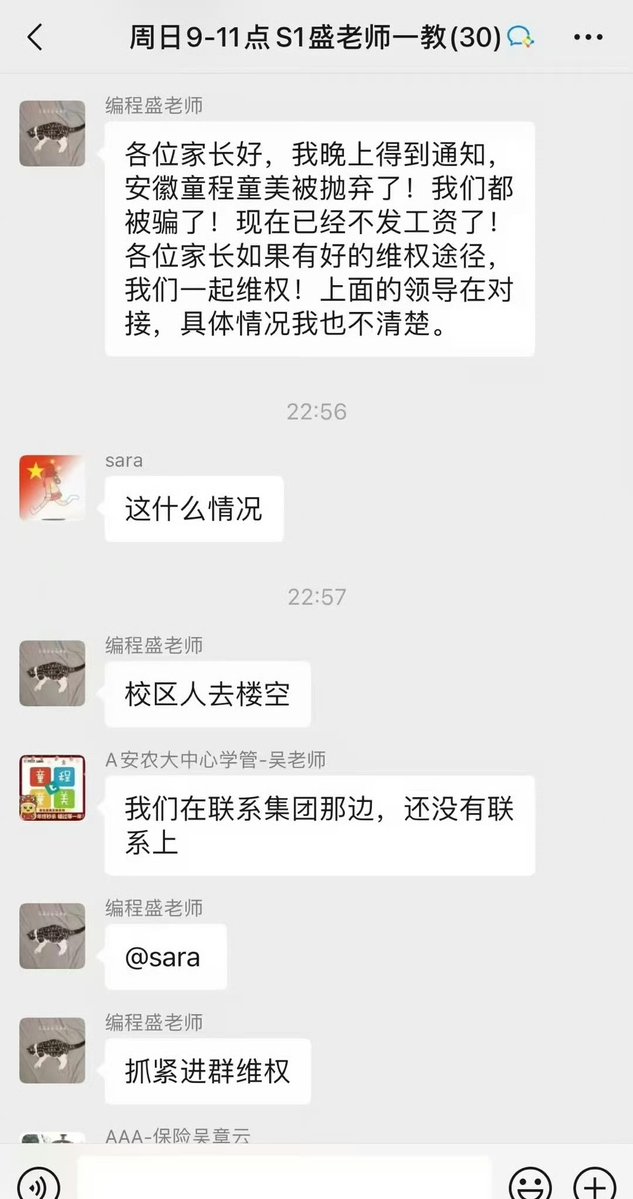 周日9-11点S1盛老师一教(30)
编程盛老师
各位家长好，我晚上得到通知，
安徽童程童美被抛弃了！我们都
被骗了！现在已经不发工资了！
各位家长如果有好的维权途径，
我们一起维权！上面的领导在对
接，具体情况我也不清楚。
22:56
sara
这什么情况
22:57
编程盛老师
校区人去楼空
A安农大中心学管-吴老师
童程
童美
我们在联系集团那边，还没有联
系上
编程盛老师
@sara
编程盛老师
抓紧进群维权
AAA-保险吴章云